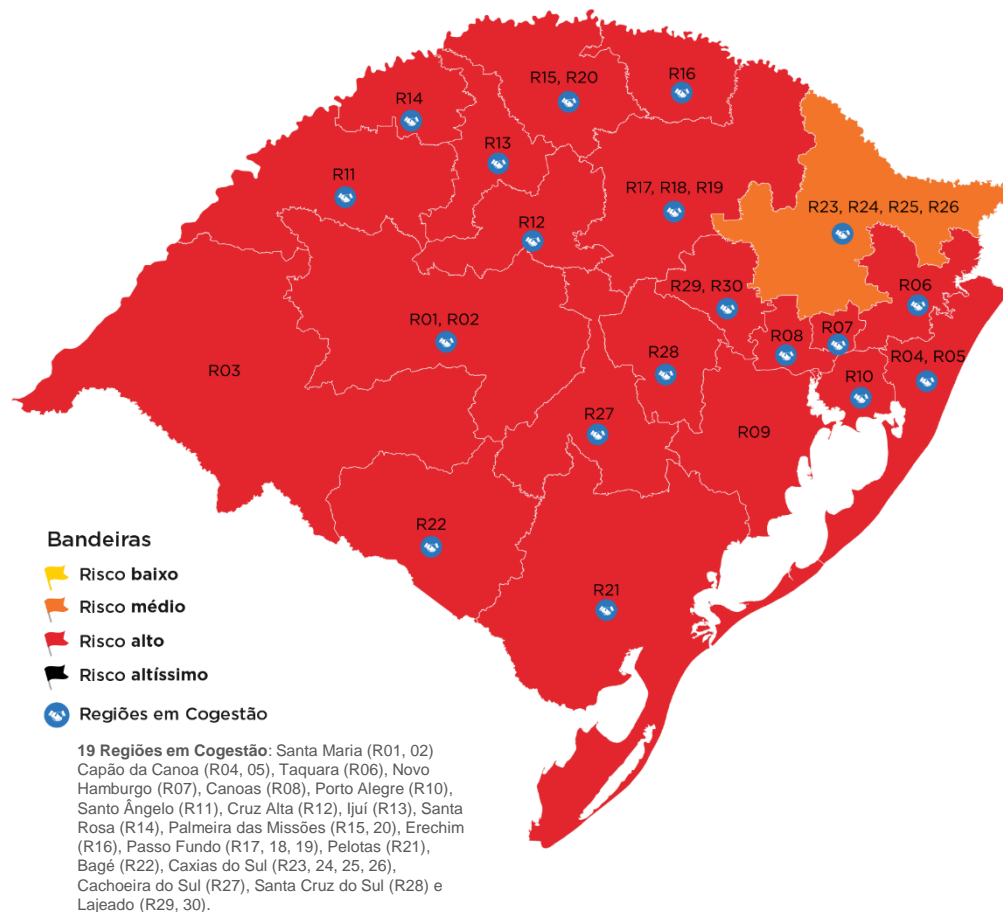 R15, R20
R16
R14
R13
R11
R17, R18, R19
R23, R24, R25, R26
R12
R29, R30
R06
R01, R02
R08
R07
R28
R04, R05
R03
R10
R27
R09
R22
R21
Bandeiras
Risco baixo
Risco médio
Risco alto
Risco altíssimo
Regiões em Cogestão
19 Regiões em Cogestão: Santa Maria (R01, 02)
Capão da Canoa (R04, 05), Taquara (R06), Novo
Hamburgo (R07), Canoas (R08), Porto Alegre (R10),
Santo Ângelo (R11), Cruz Alta (R12), Ijuí (R13), Santa
Rosa (R14), Palmeira das Missões (R15, 20), Erechim
(R16), Passo Fundo (R17, 18, 19), Pelotas (R21),
Bagé (R22), Caxias do Sul (R23, 24, 25, 26),
Cachoeira do Sul (R27), Santa Cruz do Sul (R28) e
Lajeado (R29, 30).